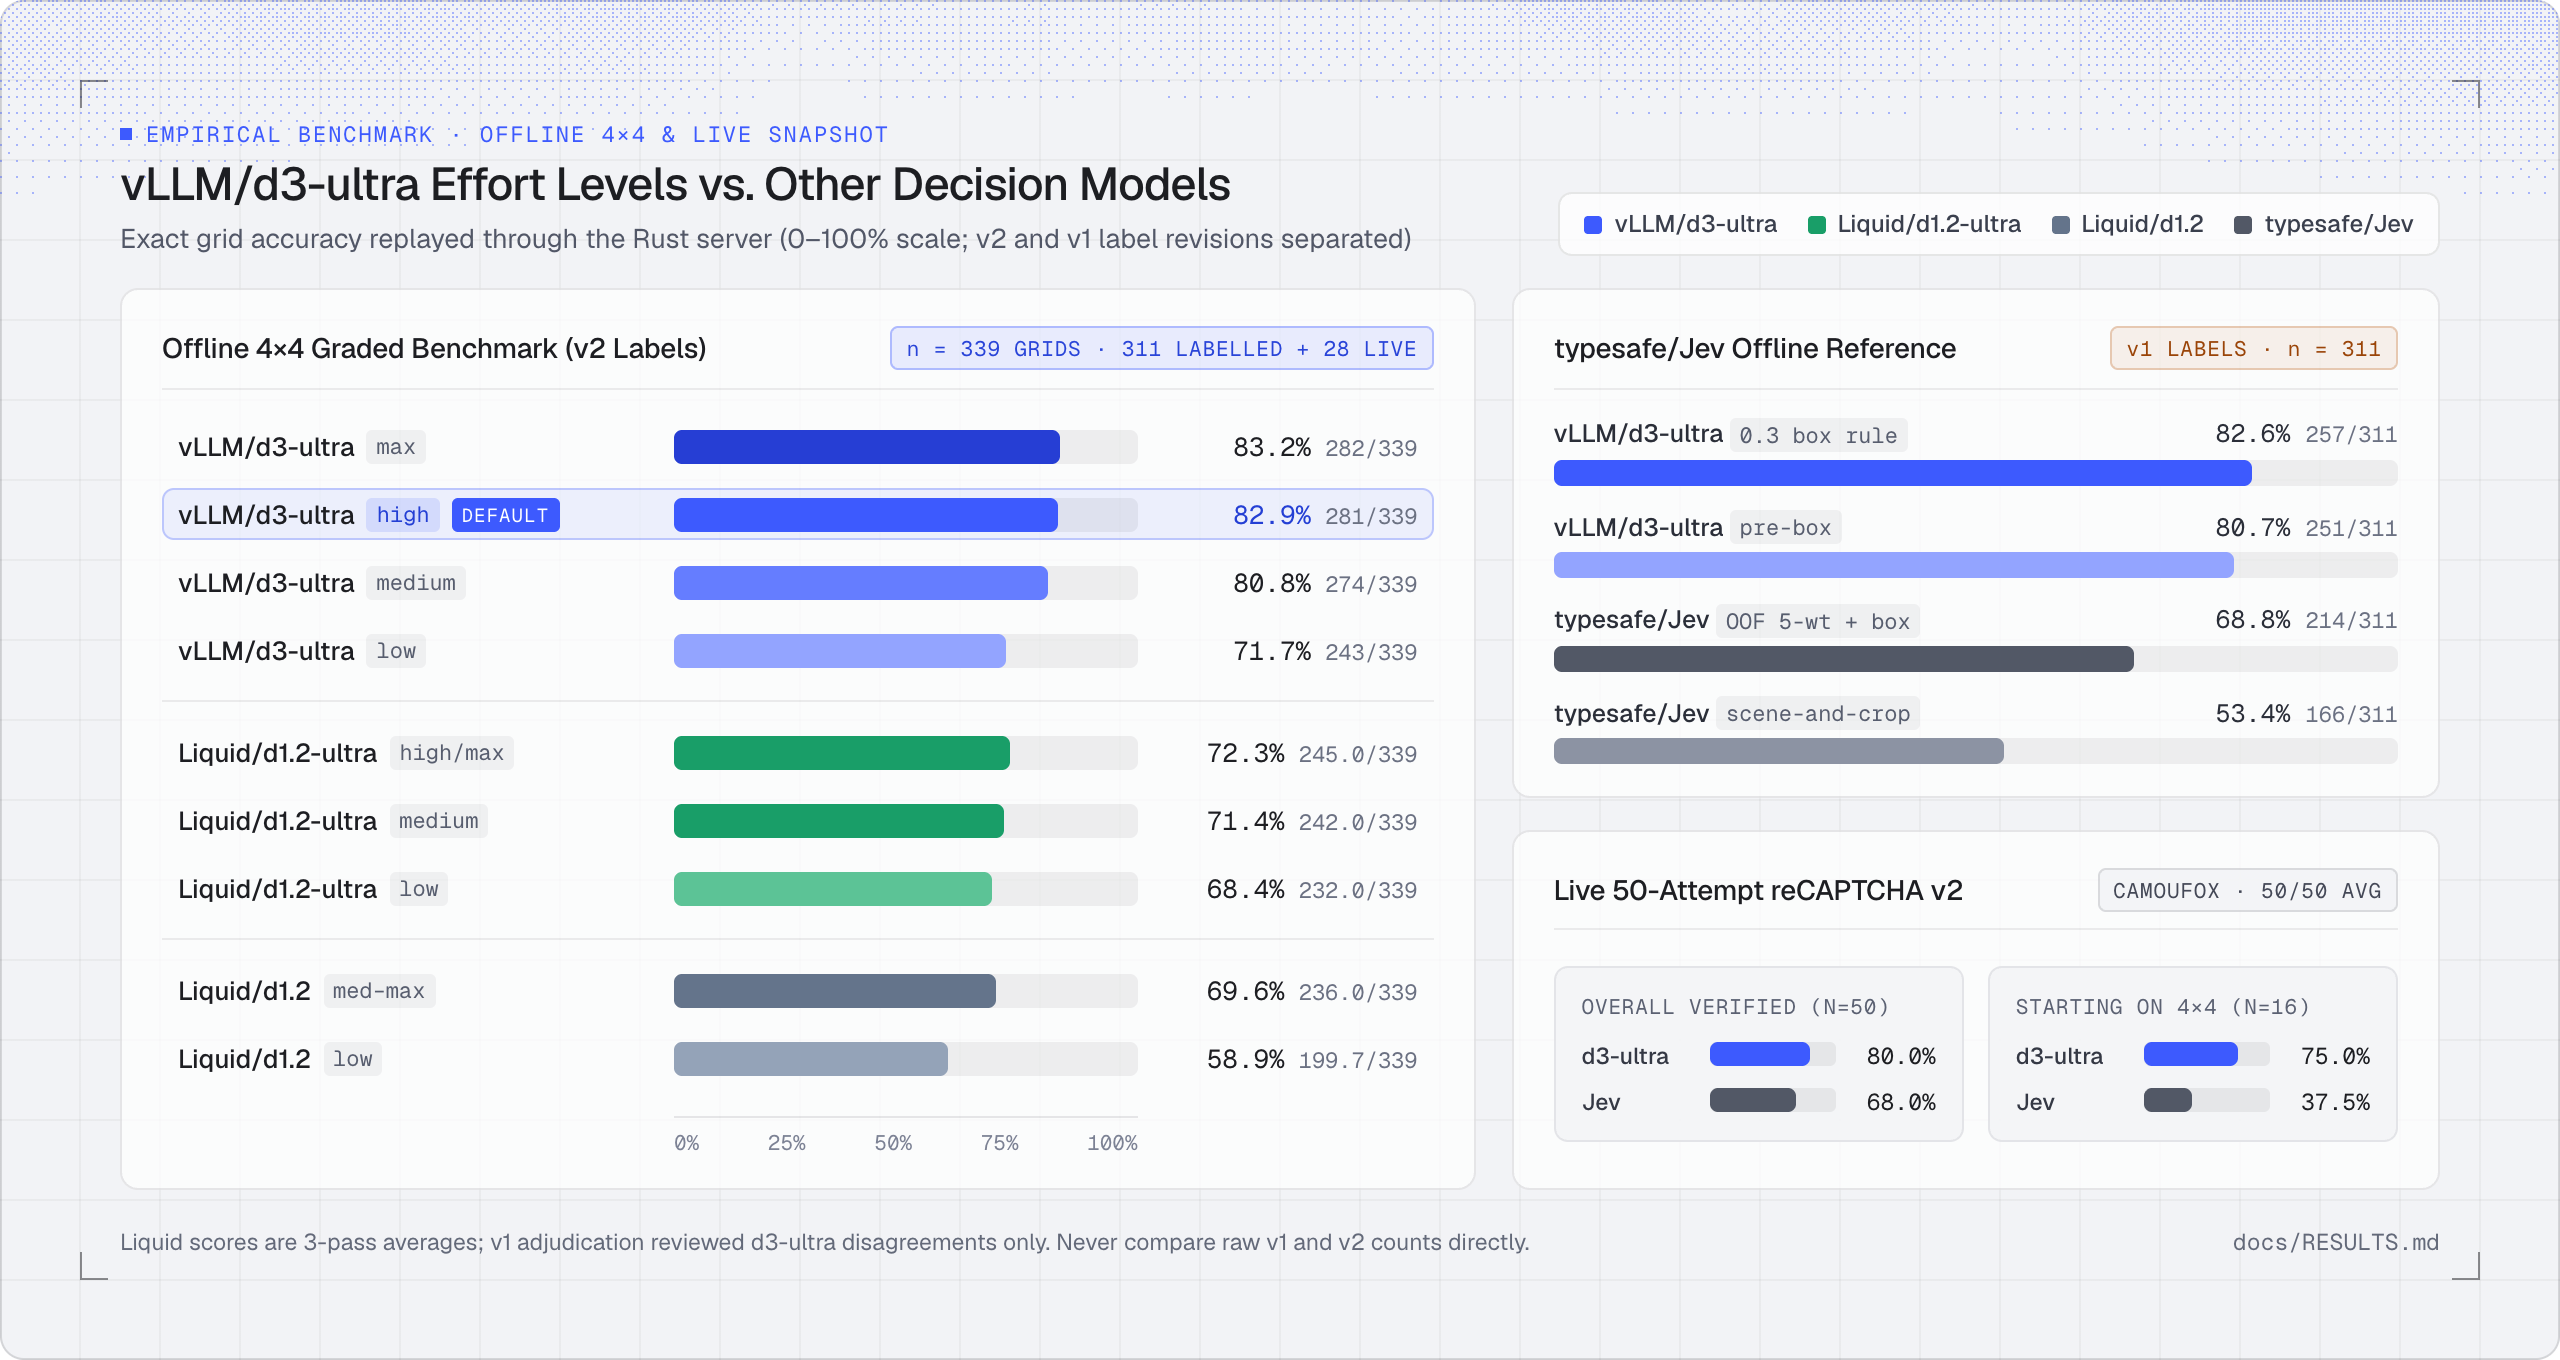 EMPIRICAL BENCHMARK · OFFLINE 4×4 & LIVE SNAPSHOT
vLLM/d3-ultra Effort Levels vs. Other Decision Models
Exact grid accuracy replayed through the Rust server (0–100% scale; v2 and v1 label revisions separated)
vLLM/d3-ultra Liquid/d1.2-ultra Liquid/d1.2 typesafe/Jev
Offline 4×4 Graded Benchmark (v2 Labels) n = 339 GRIDS · 311 LABELLED + 28 LIVE
vLLM/d3-ultra max 83.2% 282/339
vLLM/d3-ultra high DEFAULT 82.9% 281/339
vLLM/d3-ultra medium 80.8% 274/339
vLLM/d3-ultra low 71.7% 243/339
Liquid/d1.2-ultra high/max 72.3% 245.0/339
Liquid/d1.2-ultra medium 71.4% 242.0/339
Liquid/d1.2-ultra low 68.4% 232.0/339
Liquid/d1.2 med-max 69.6% 236.0/339
Liquid/d1.2 low 58.9% 199.7/339
0% 25% 50% 75% 100%
typesafe/Jev Offline Reference v1 LABELS · n = 311
vLLM/d3-ultra 0.3 box rule 82.6% 257/311
vLLM/d3-ultra pre-box 80.7% 251/311
typesafe/Jev OOF 5-wt + box 68.8% 214/311
typesafe/Jev scene-and-crop 53.4% 166/311
Live 50-Attempt reCAPTCHA v2 CAMOUFOX · 50/50 AVG
OVERALL VERIFIED (N=50)
d3-ultra 80.0%
Jev 68.0%
STARTING ON 4×4 (N=16)
d3-ultra 75.0%
Jev 37.5%
Liquid scores are 3-pass averages; v1 adjudication reviewed d3-ultra disagreements only. Never compare raw v1 and v2 counts directly.
docs/RESULTS.md